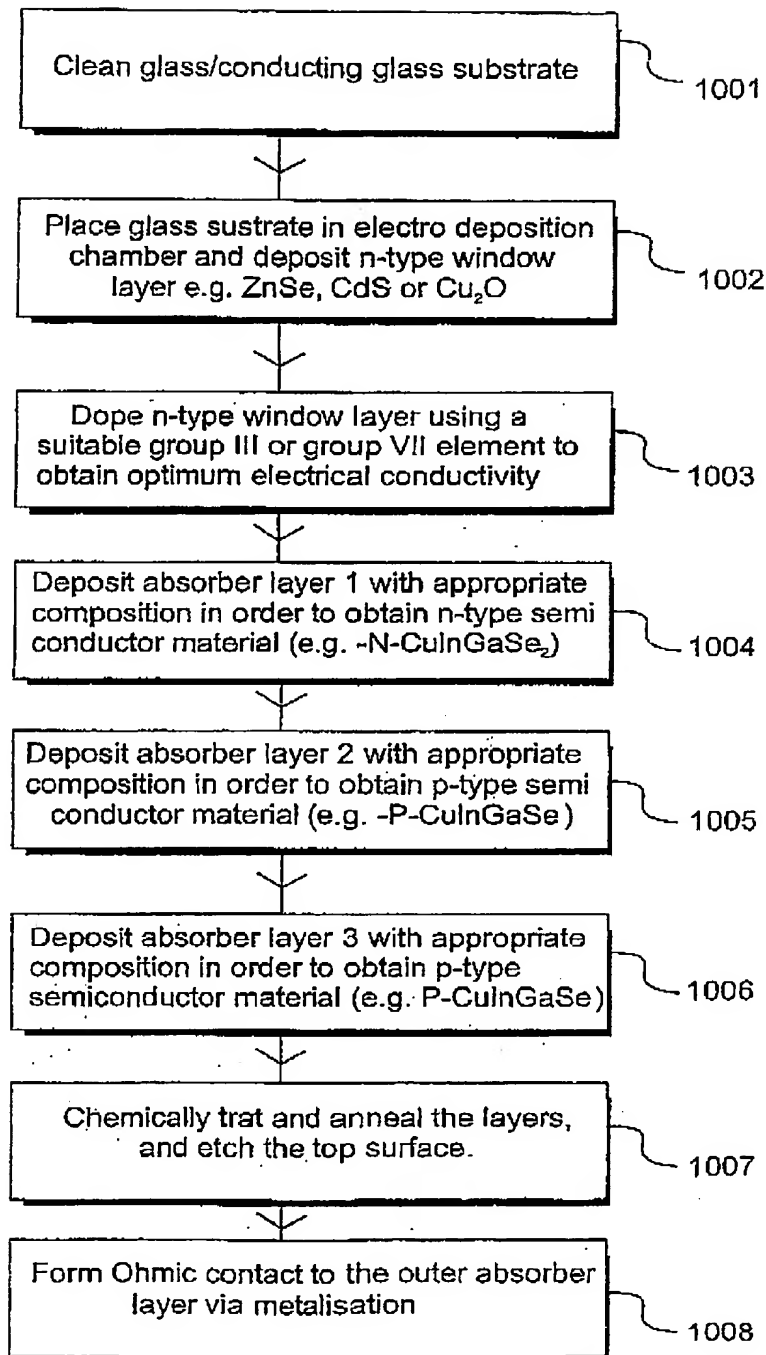 Clean glass/conducting glass substrate
1001
Place glass sustrate in electro deposition
chamber and deposit n-type window
layer e.g. ZnSe, CdS or Cu₂O
1002
Dope n-type window layer using a
suitable group III or group VII element to
obtain optimum electrical conductivity
1003
Deposit absorber layer 1 with appropriate
composition in order to obtain n-type semi
conductor material (e.g. -N-CuInGaSe₂)
1004
Deposit absorber layer 2 with appropriate
composition in order to obtain p-type semi
conductor material (e.g. -P-CuInGaSe)
1005
Deposit absorber layer 3 with appropriate
composition in order to obtain p-type
semiconductor material (e.g. P-CuInGaSe)
1006
Chemically trat and anneal the layers,
and etch the top surface.
1007
Form Ohmic contact to the outer absorber
layer via metalisation
1008